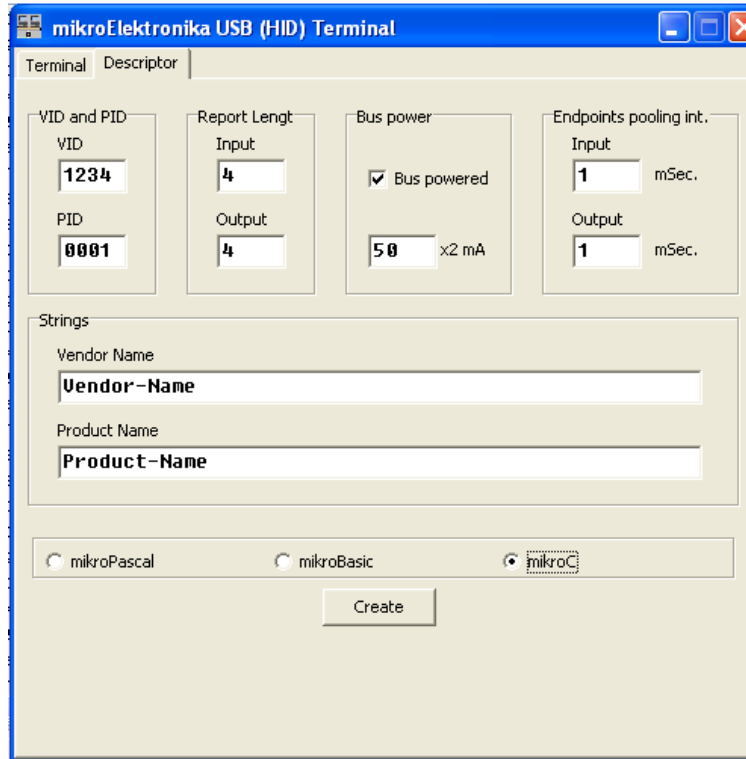 mikroElektronika USB (HID) Terminal
Terminal Descriptor
VID and PID Report Lengt Bus power Endpoints pooling int.
VID Input Input
1234 4 Bus powered 1 mSec.
PID Output Output
0001 4 50 x2 mA 1 mSec.
Strings
Vendor Name
Vendor-Name
Product Name
Product-Name
mikroPascal mikroBasic mikroC
Create